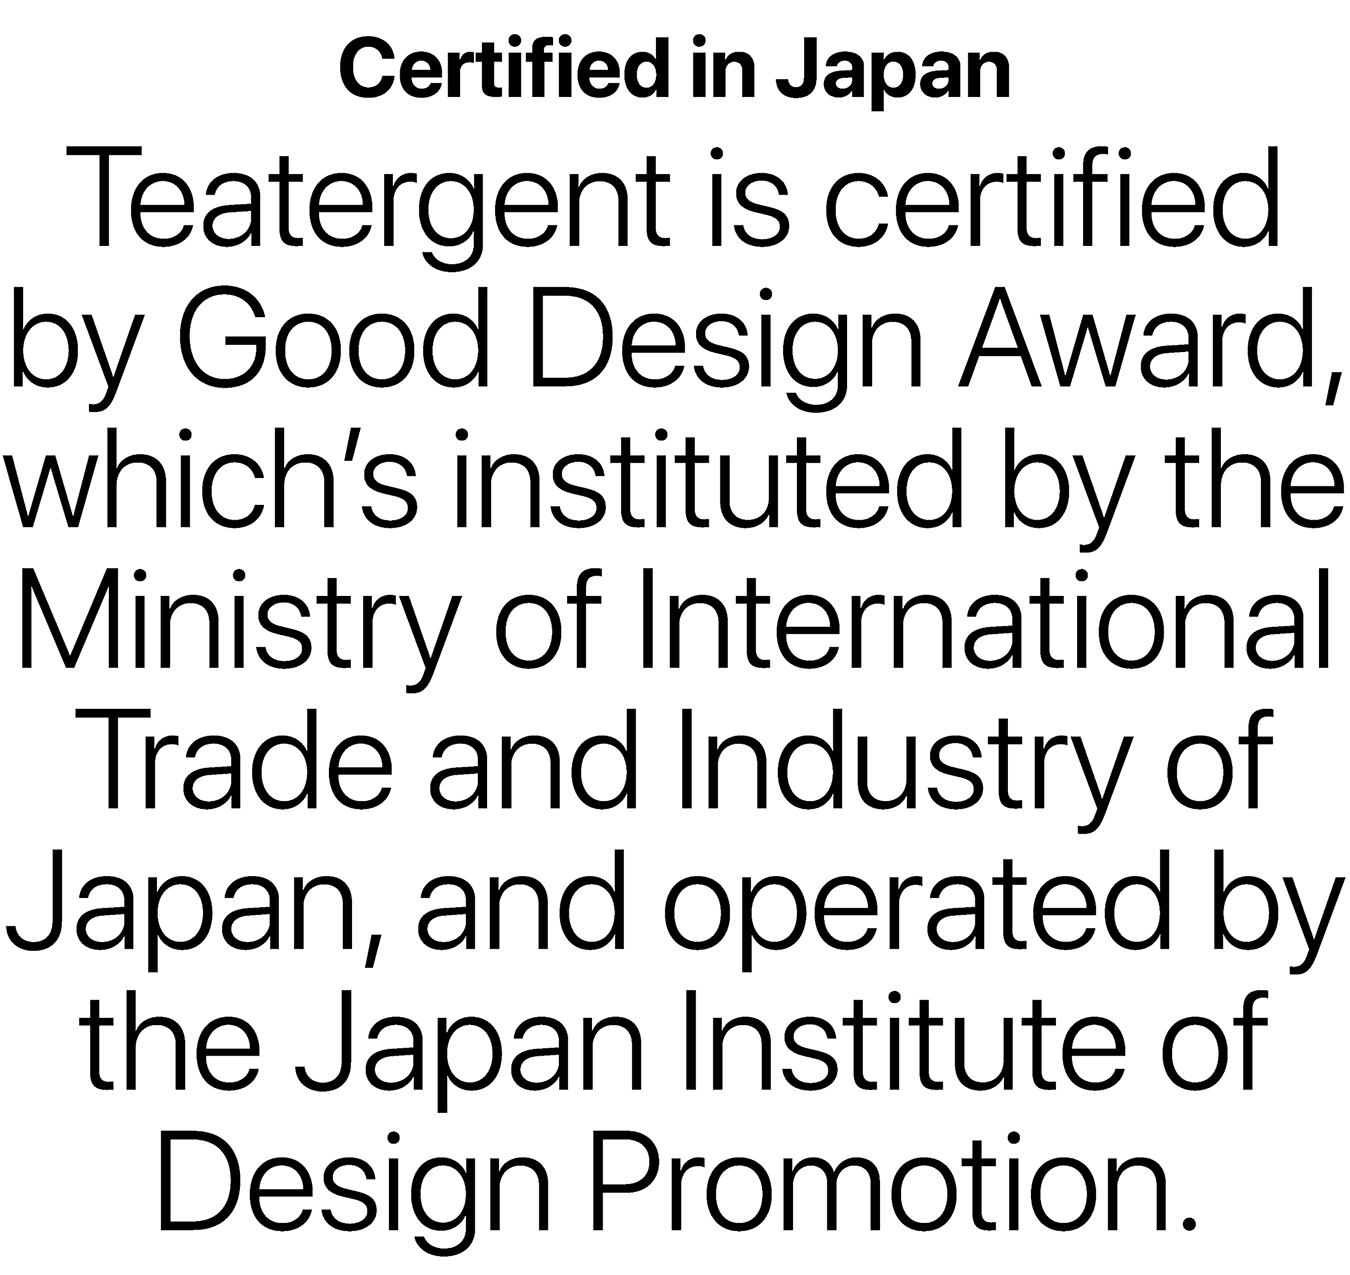 Certified in Japan
Teatergent is certified
by Good Design Award,
which’s instituted by the
Ministry of International
Trade and Industry of
Japan, and operated by
the Japan Institute of
Design Promotion.